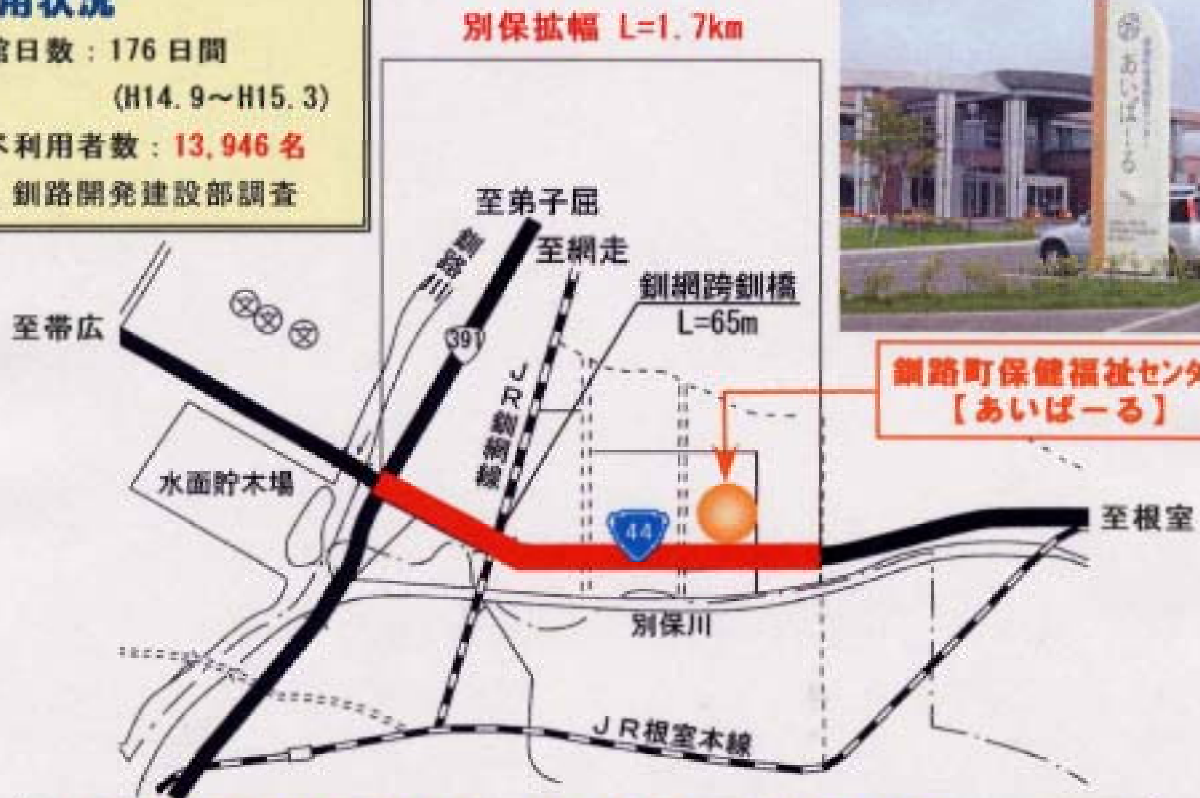 用状況
館日数：176日間
(H14.9～H15.3)
利用者数：13,946名
釧路開発建設部調査
別保拡幅 L=1.7km
あいぱーる
至弟子屈
釧路川
至網走
釧網跨釧橋
L=65m
至帯広
391
JR釧網線
釧路町保健福祉センタ
【あいぱーる】
水面貯木場
44
至根室
別保川
JR根室本線